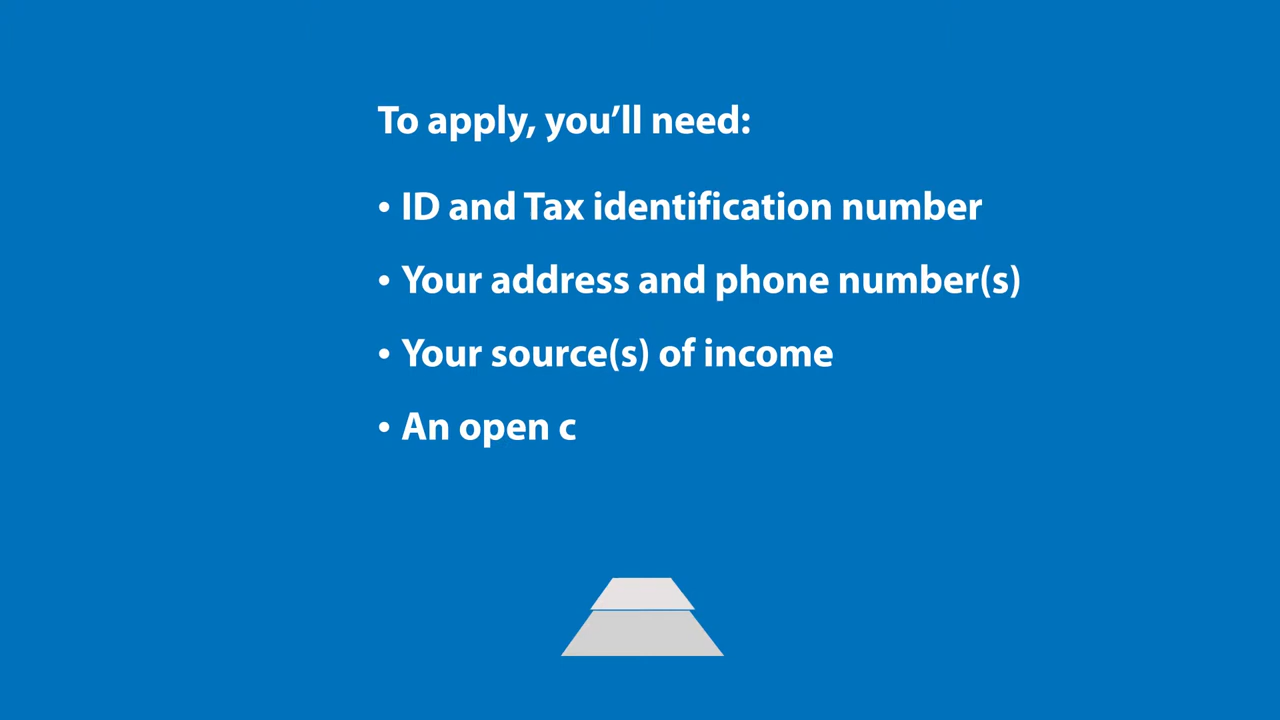 To apply, you’ll need:
• ID and Tax identification number
• Your address and phone number(s)
• Your source(s) of income
• An open c